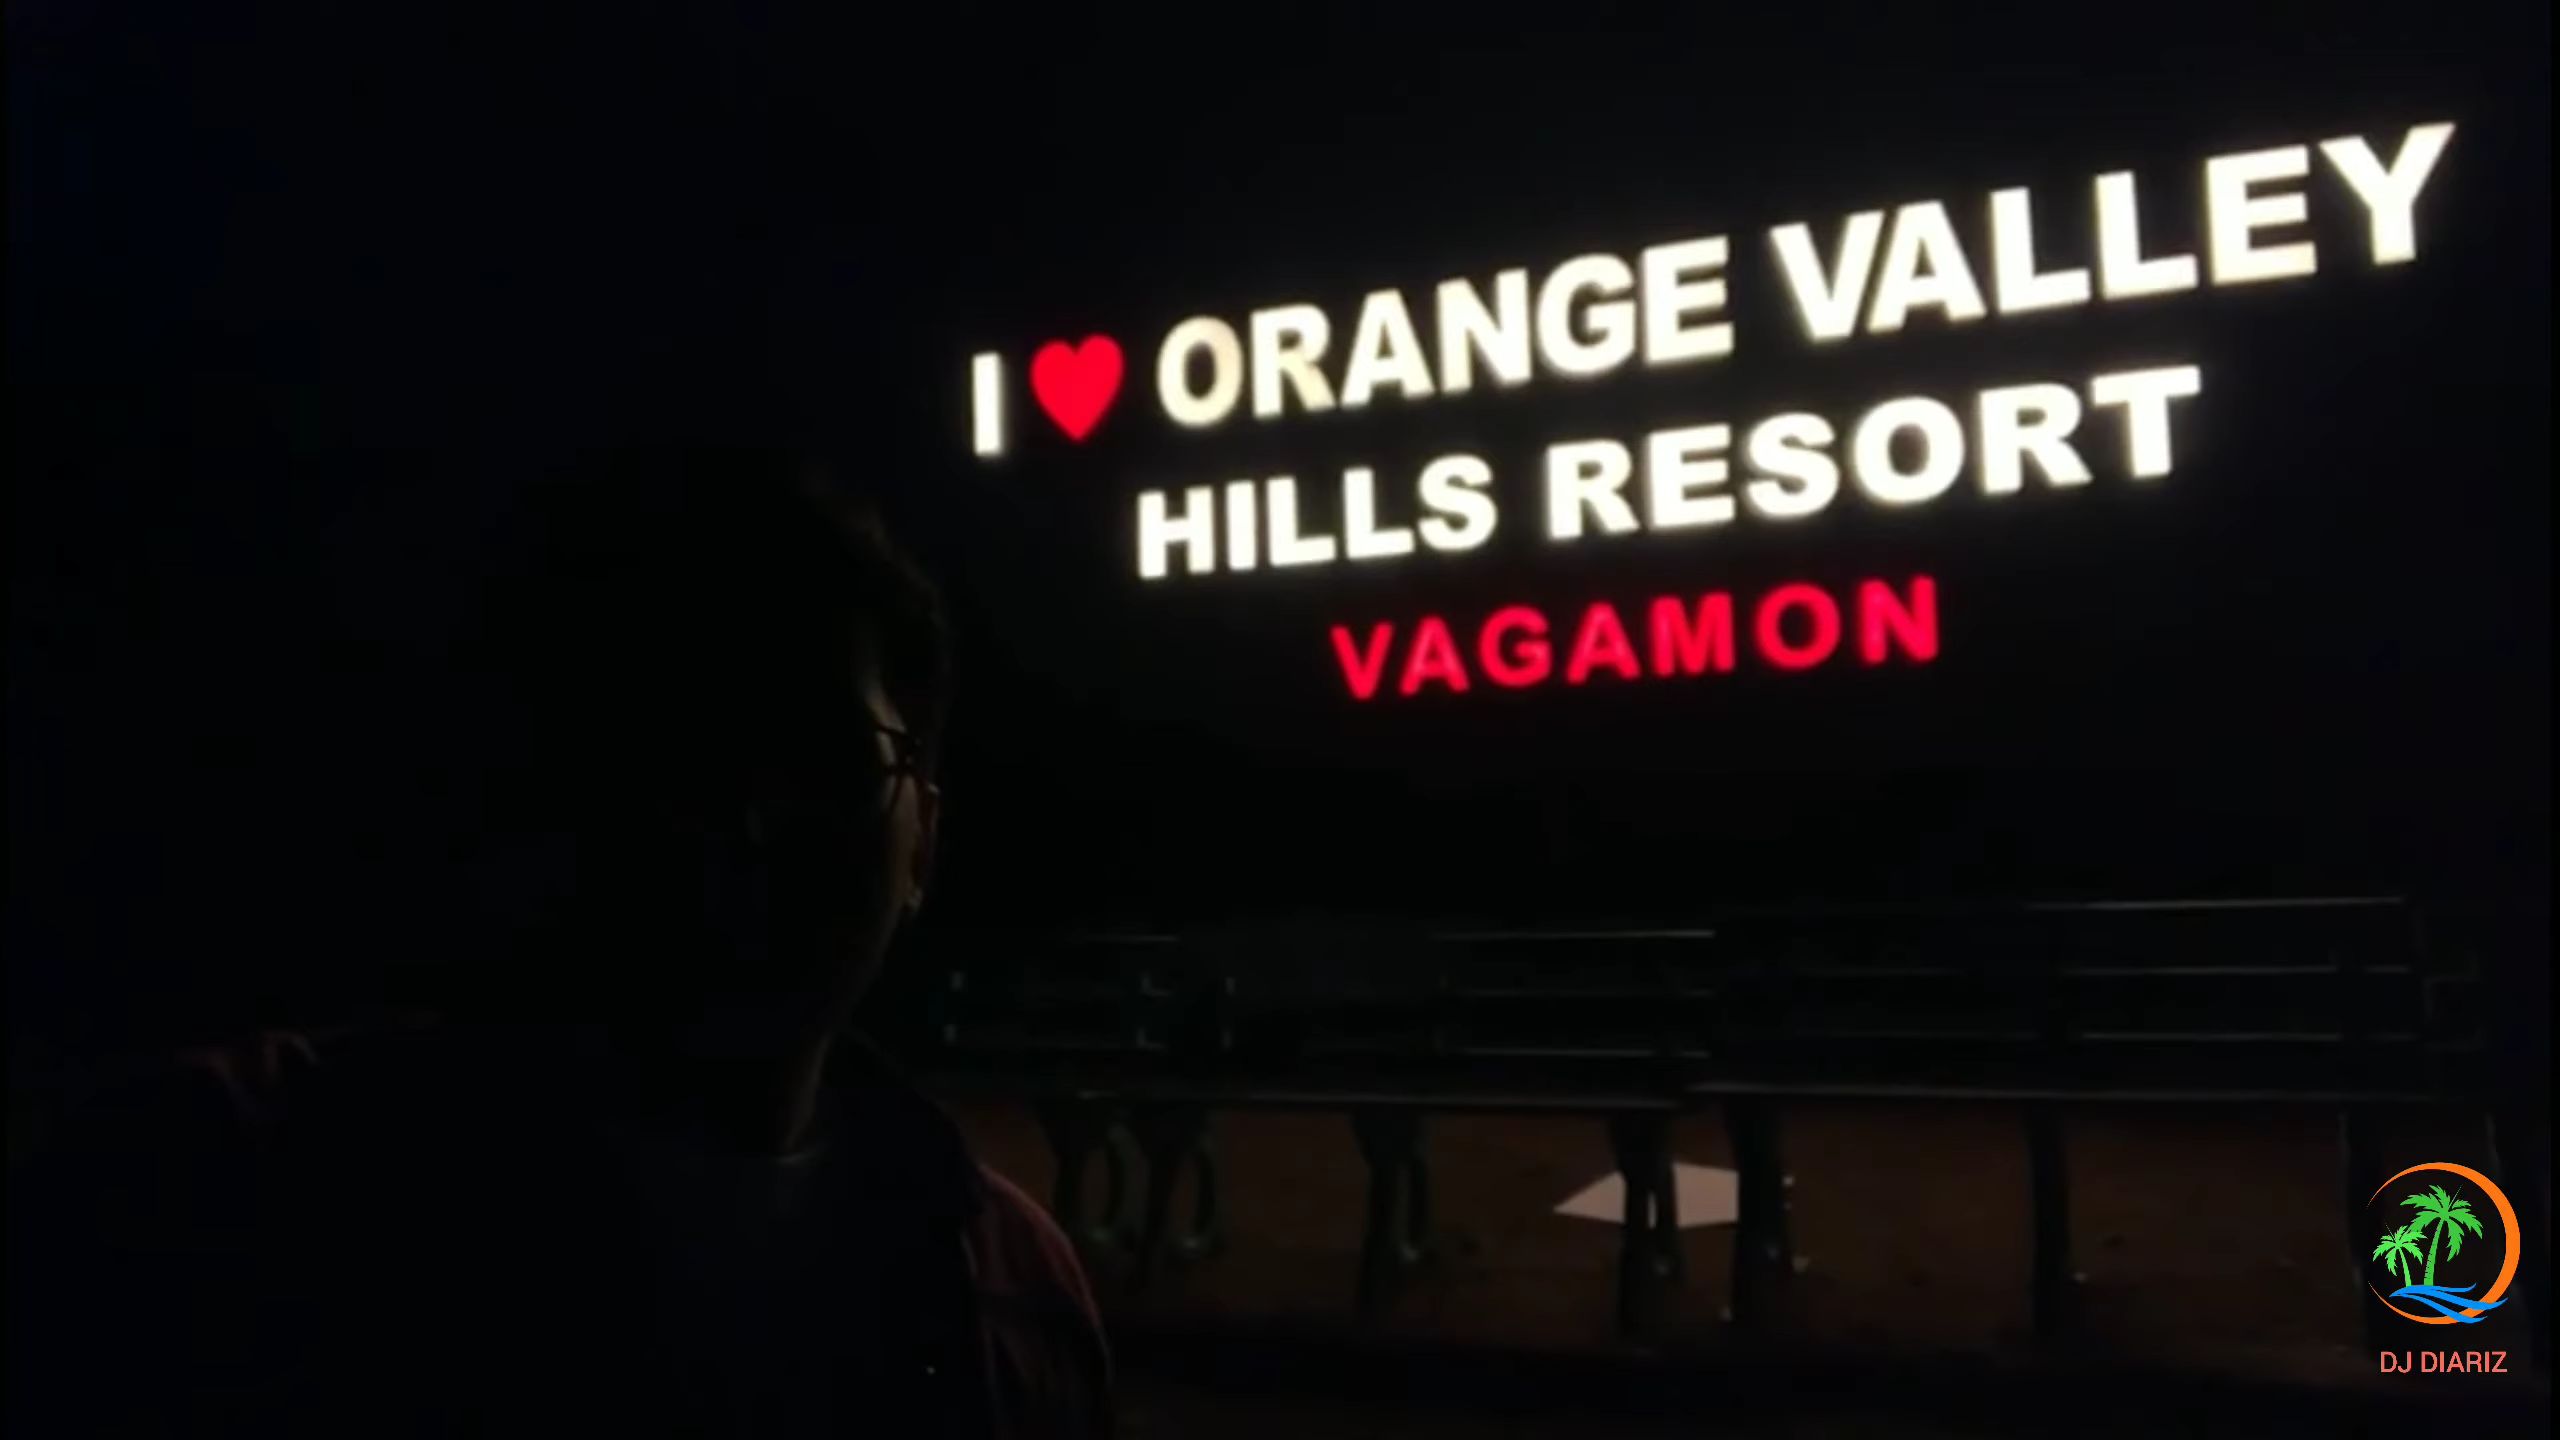 I ❤ ORANGE VALLEY
HILLS RESORT
VAGAMON
DJ DIARIZ